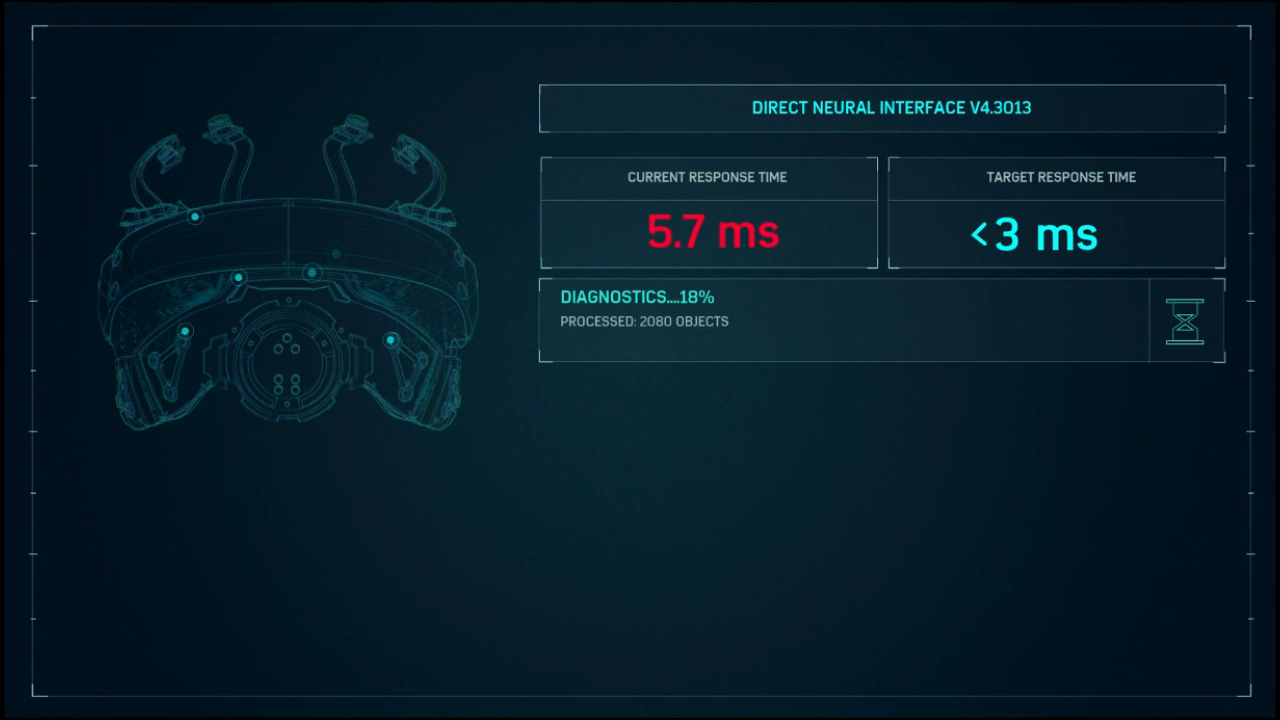 DIRECT NEURAL INTERFACE V4.3013
CURRENT RESPONSE TIME
TARGET RESPONSE TIME
5.7 ms
<3 ms
DIAGNOSTICS....18%
PROCESSED: 2080 OBJECTS